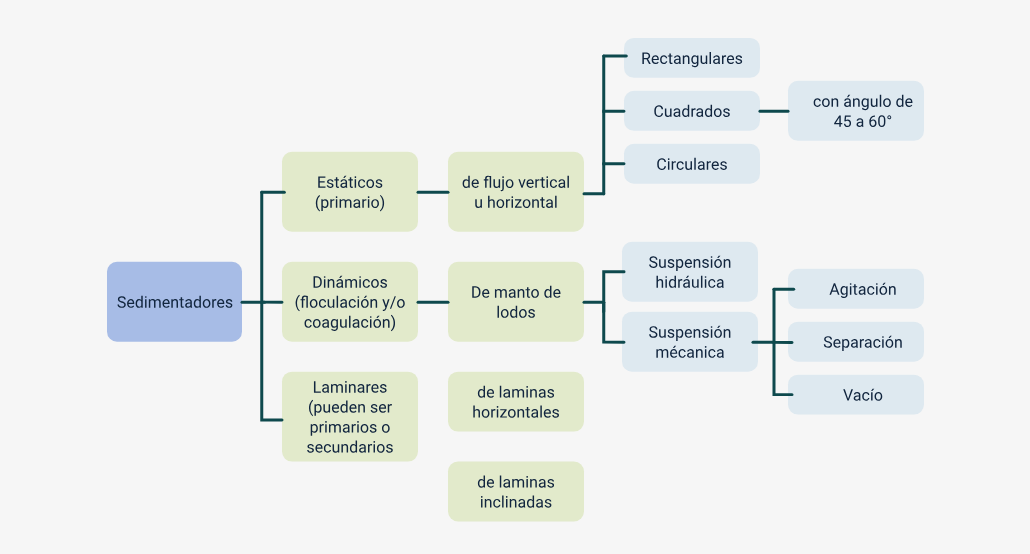 Sedimentadores
Estáticos
(primario)
de flujo vertical
u horizontal
Rectangulares
Cuadrados
con ángulo de
45 a 60°
Circulares
Dinámicos
(floculación y/o
coagulación)
De manto de
lodos
Suspensión
hidráulica
Suspensión
mécanica
Agitación
Separación
Vacío
Laminares
(pueden ser
primarios o
secundarios
de laminas
horizontales
de laminas
inclinadas